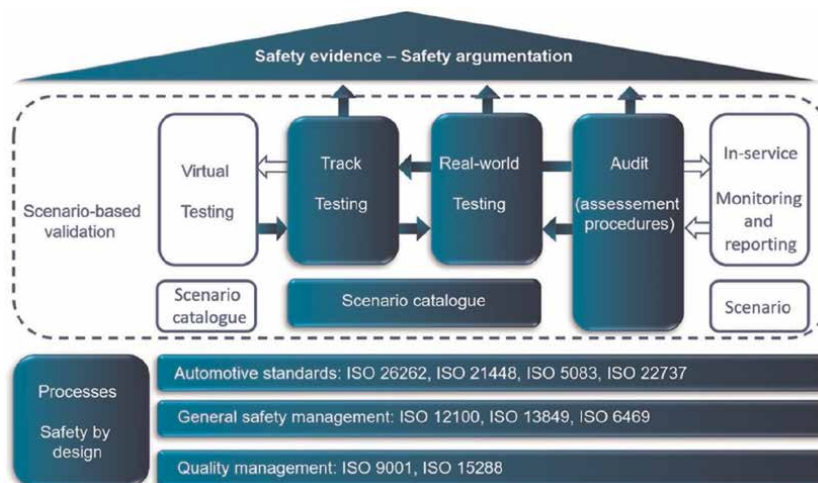 Safety evidence – Safety argumentation
Scenario-based
validation
Virtual
Testing
Track
Testing
Real-world
Testing
Audit
(assessement
procedures)
In-service
Monitoring and
reporting
Scenario
catalogue
Scenario catalogue
Scenario
Processes
Safety by
design
Automotive standards: ISO 26262, ISO 21448, ISO 5083, ISO 22737
General safety management: ISO 12100, ISO 13849, ISO 6469
Quality management: ISO 9001, ISO 15288